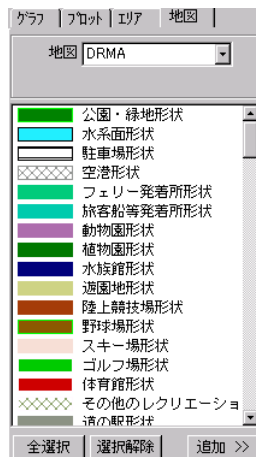 グラフ プロット エリア 地図
地図 DRMA
公園・緑地形状
水系面形状
駐車場形状
空港形状
フェリー発着所形状
旅客船等発着所形状
動物園形状
植物園形状
水族館形状
遊園地形状
陸上競技場形状
野球場形状
スキー場形状
ゴルフ場形状
体育館形状
その他のレクリエーショ
道の駅形状
全選択 選択解除 追加 >>